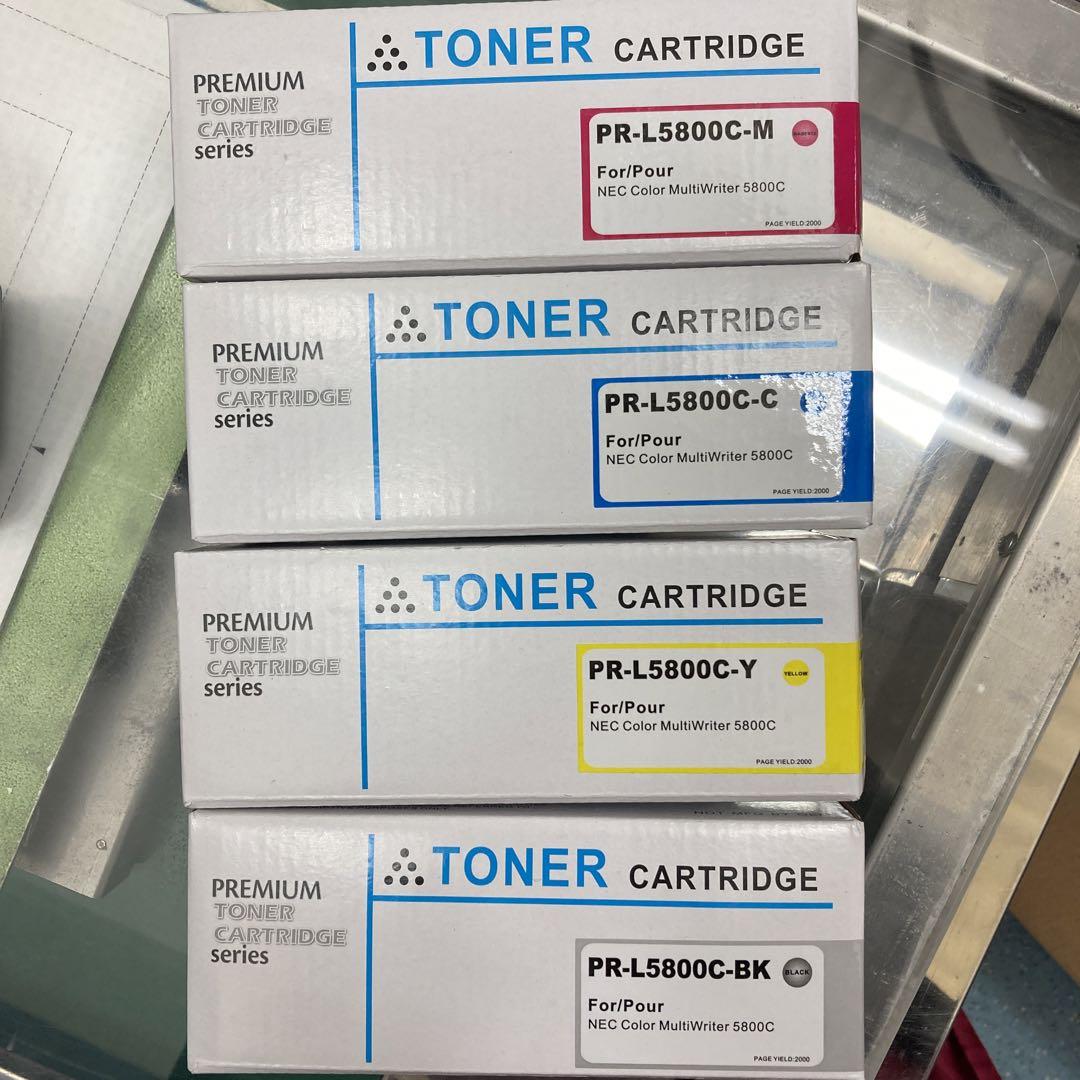 TONER CARTRIDGE
PREMIUM
TONER
CARTRIDGE
series
PR-L5800C-M
MAGENTA
For/Pour
NEC Color MultiWriter 5800C
PAGE YIELD:2000
TONER CARTRIDGE
PREMIUM
TONER
CARTRIDGE
series
PR-L5800C-C
For/Pour
NEC Color MultiWriter 5800C
PAGE YIELD:2000
TONER CARTRIDGE
PREMIUM
TONER
CARTRIDGE
series
PR-L5800C-Y
YELLOW
For/Pour
NEC Color MultiWriter 5800C
PAGE YIELD:2000
TONER CARTRIDGE
PREMIUM
TONER
CARTRIDGE
series
PR-L5800C-BK
BLACK
For/Pour
NEC Color MultiWriter 5800C
PAGE YIELD:2000